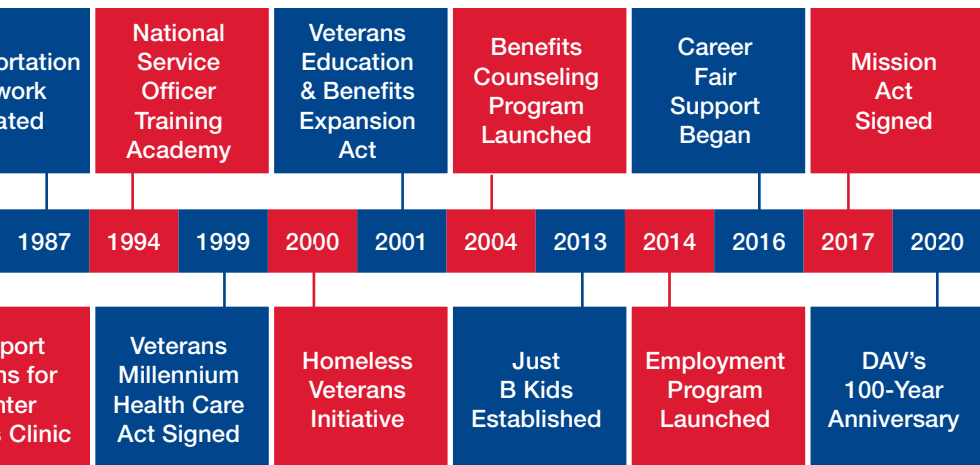 National
Service
Officer
Training
Academy
Veterans
Education
& Benefits
Expansion
Act
Benefits
Counseling
Program
Launched
Career
Fair
Support
Began
Mission
Act
Signed
1987 1994 1999 2000 2001 2004 2013 2014 2016 2017 2020
for
Clinic
Veterans
Millennium
Health Care
Act Signed
Homeless
Veterans
Initiative
Just
B Kids
Established
Employment
Program
Launched
DAV's
100-Year
Anniversary